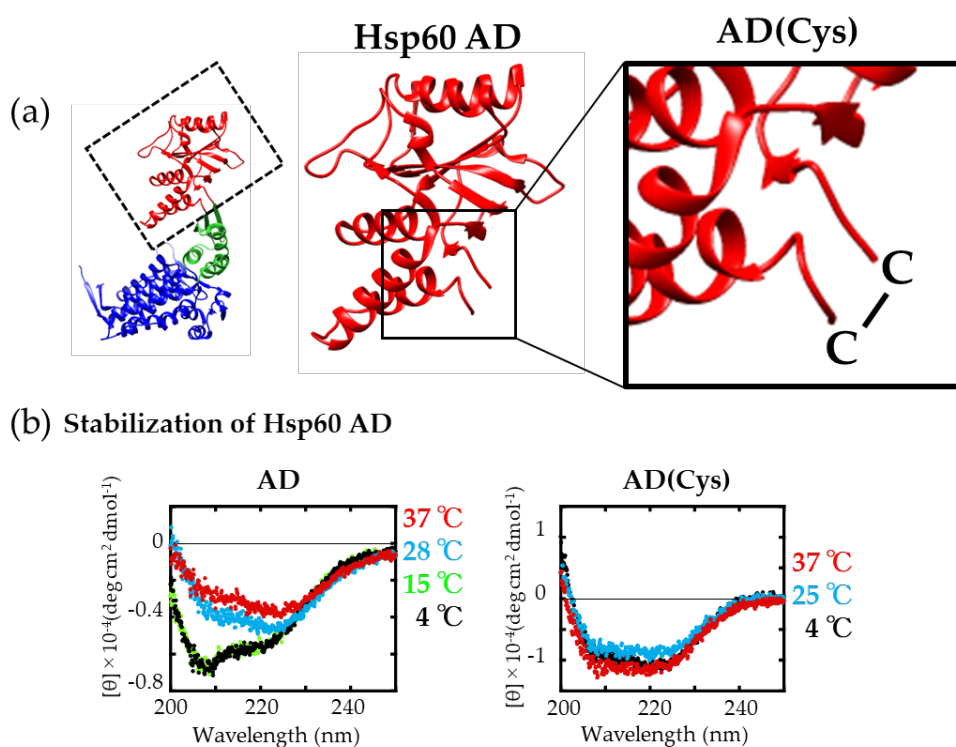 Hsp60 AD
AD(Cys)
(a)
C
C
(b) Stabilization of Hsp60 AD
AD
[θ] × 10⁻⁴(deg cm² dmol⁻¹)
0
-0.4
-0.8
200
220
240
Wavelength (nm)
37 ℃
28 ℃
15 ℃
4 ℃
AD(Cys)
[θ] × 10⁻⁴(deg cm² dmol⁻¹)
1
0
-1
200
220
240
Wavelength (nm)
37 ℃
25 ℃
4 ℃